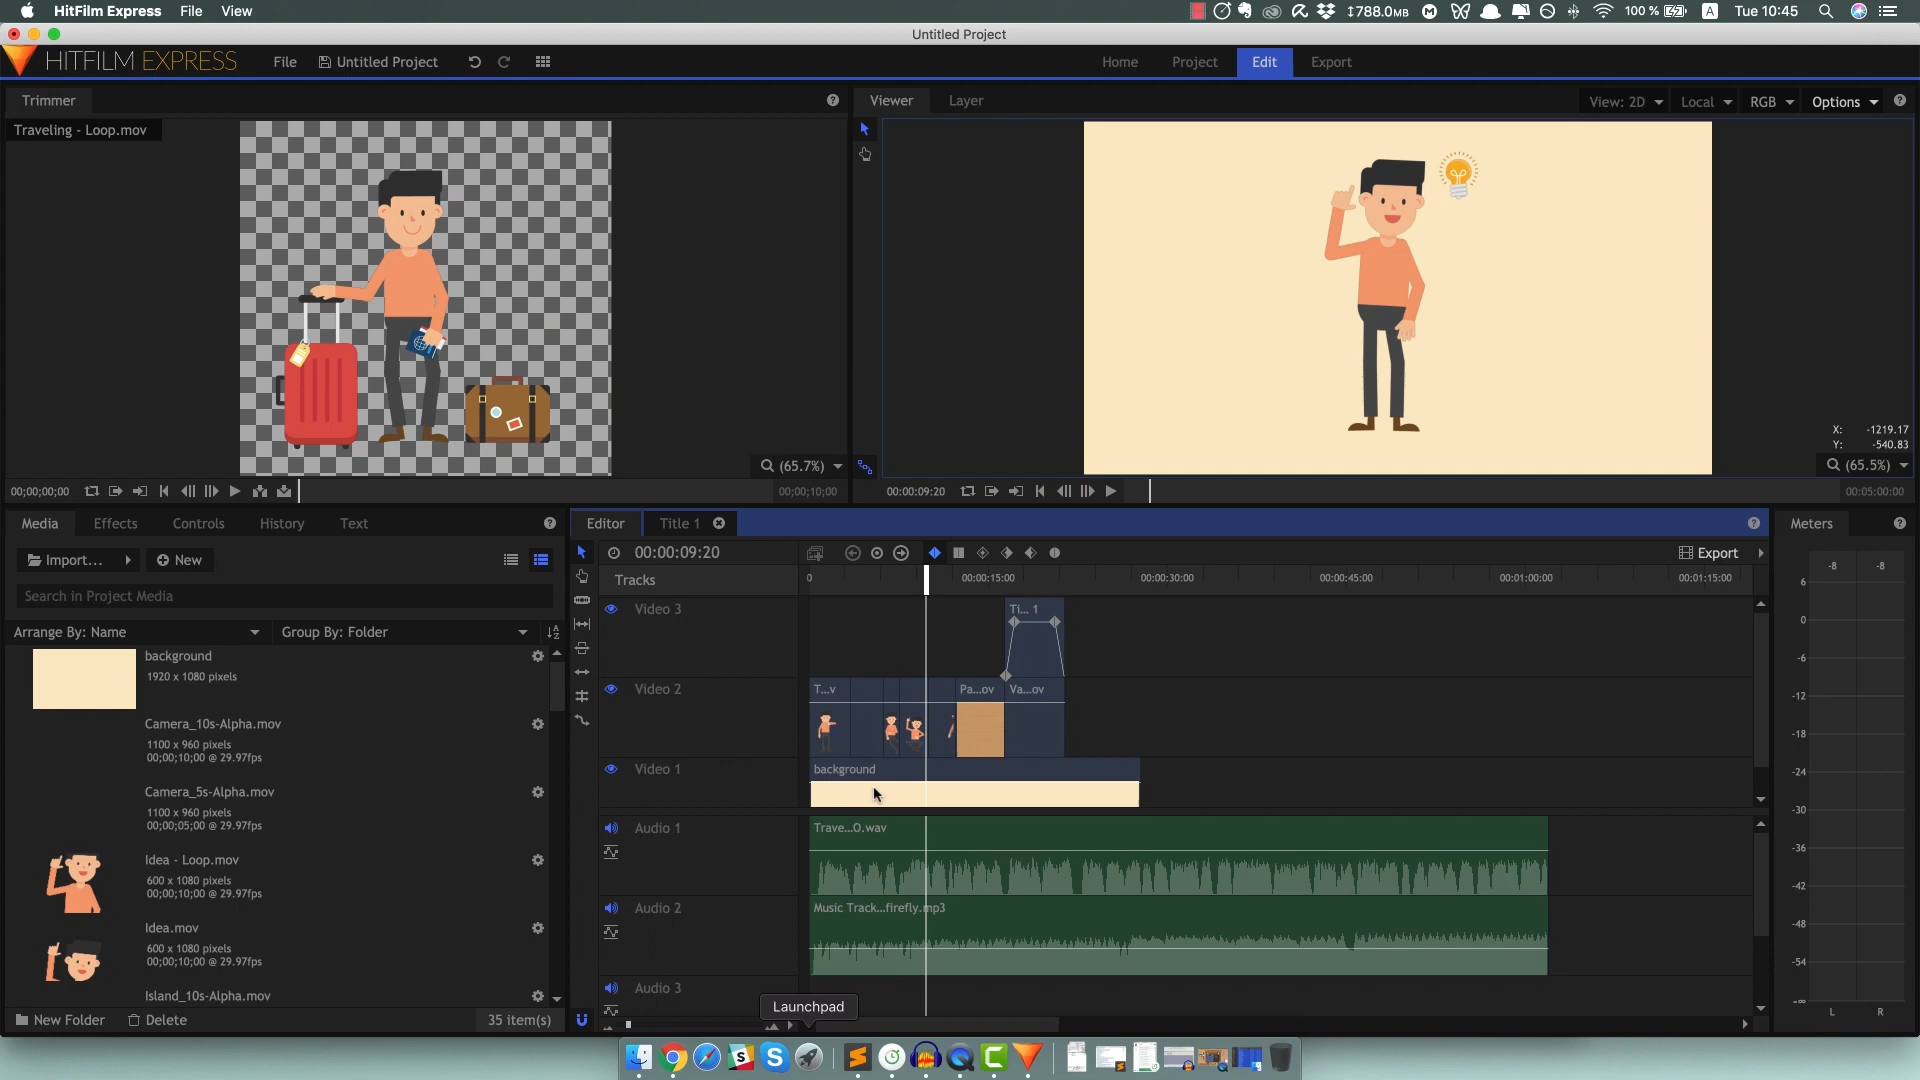 HitFilm Express File View
788.0MB 100 % A Tue 10:45
Untitled Project
HITFILM EXPRESS File Untitled Project Home Project Edit Export
Trimmer
Viewer Layer View: 2D Local RGB Options
Traveling - Loop.mov
X: -1219.17
Y: -540.83
(65.7%)
(65.5%)
00;00;00;00 00;00;10;00
00:00:09:20 00:05:00:00
Media Effects Controls History Text
Editor Title 1
Meters
Import... New
00:00:09:20 Export
Search in Project Media
Tracks 0 00:00:15:00 00:00:30:00 00:00:45:00 00:01:00:00 00:01:15:00
Arrange By: Name Group By: Folder
background
1920 x 1080 pixels
Camera_10s-Alpha.mov
1100 x 960 pixels
00;00;10;00 @ 29.97fps
Camera_5s-Alpha.mov
1100 x 960 pixels
00;00;05;00 @ 29.97fps
Idea - Loop.mov
600 x 1080 pixels
00;00;10;00 @ 29.97fps
Idea.mov
600 x 1080 pixels
00;00;10;00 @ 29.97fps
Island_10s-Alpha.mov
New Folder Delete 35 item(s)
Video 3 Ti... 1
Video 2 T...v Pa...ov Va...ov
Video 1 background
Audio 1 Trave...O.wav
Audio 2 Music Track...firefly.mp3
Audio 3
Launchpad
-8 -8
6
0
-6
-12
-18
-24
-30
-36
-42
-48
-54
-∞
L R